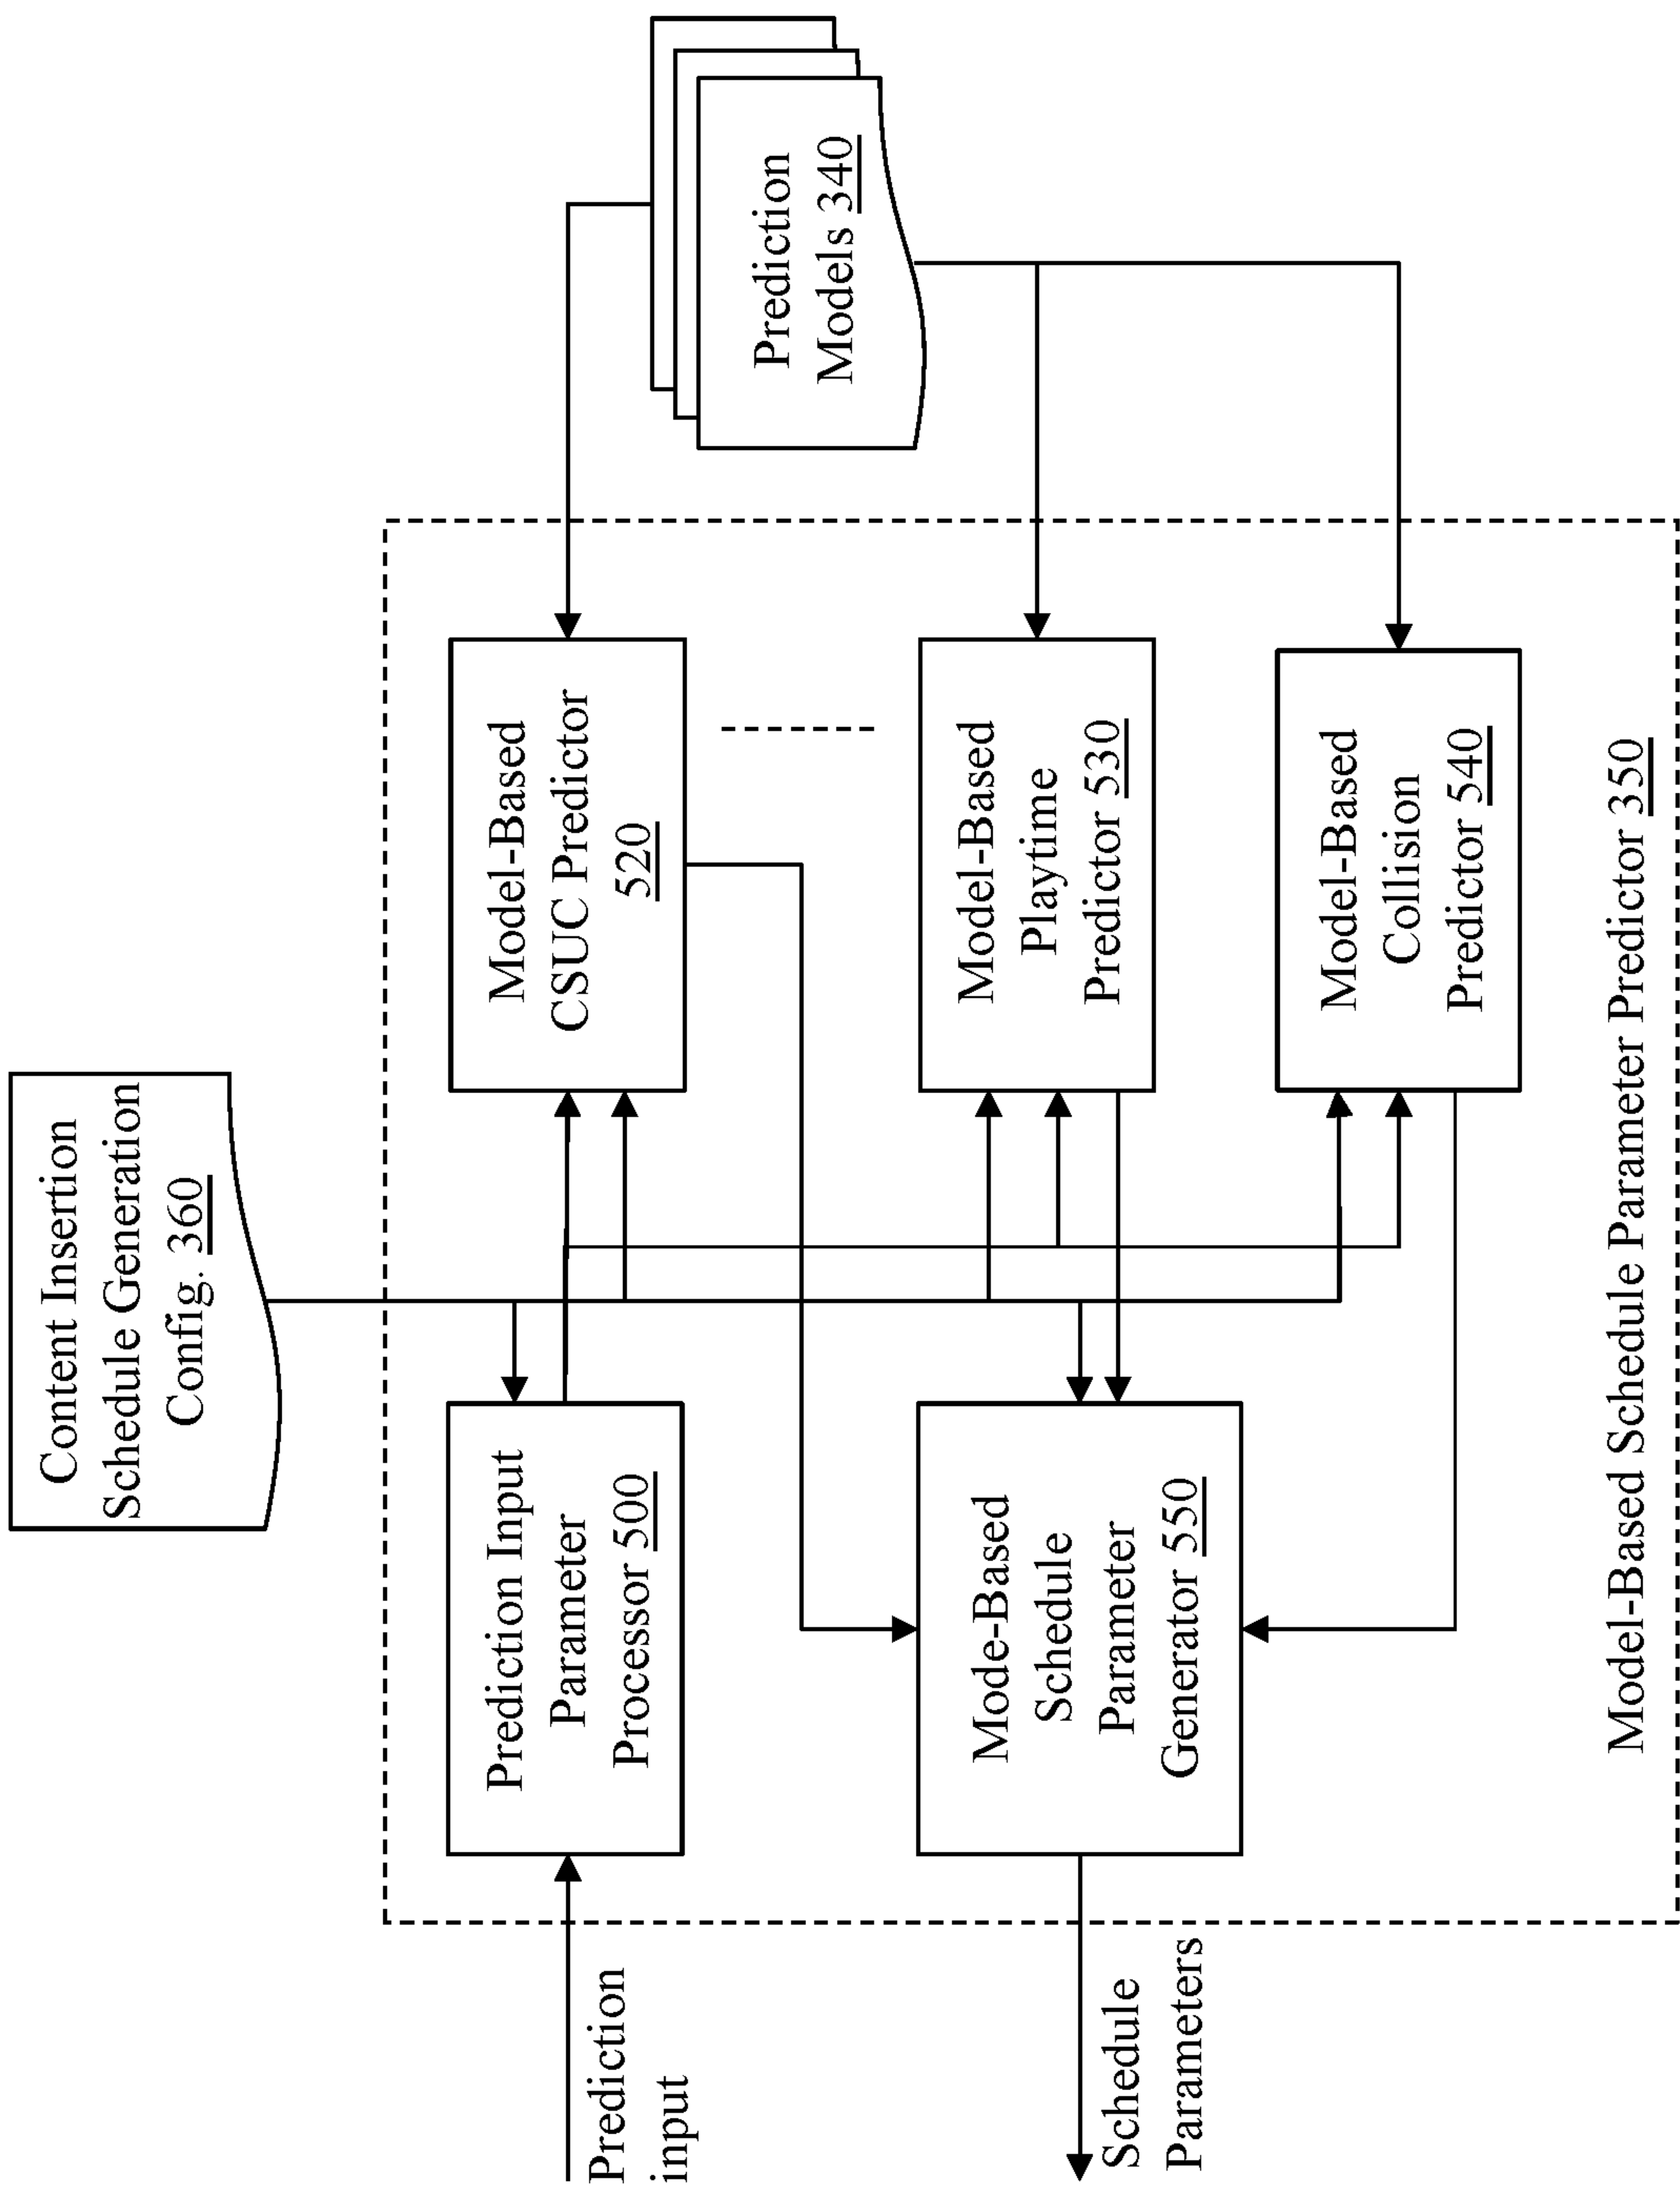 Content Insertion
Schedule Generation
Config. 360
Prediction
Models 340
Prediction
input
Prediction Input
Parameter
Processor 500
Model-Based
CSUC Predictor
520
Mode-Based
Schedule
Parameter
Generator 550
Model-Based
Playtime
Predictor 530
Model-Based
Collision
Predictor 540
Schedule
Parameters
Model-Based Schedule Parameter Predictor 350